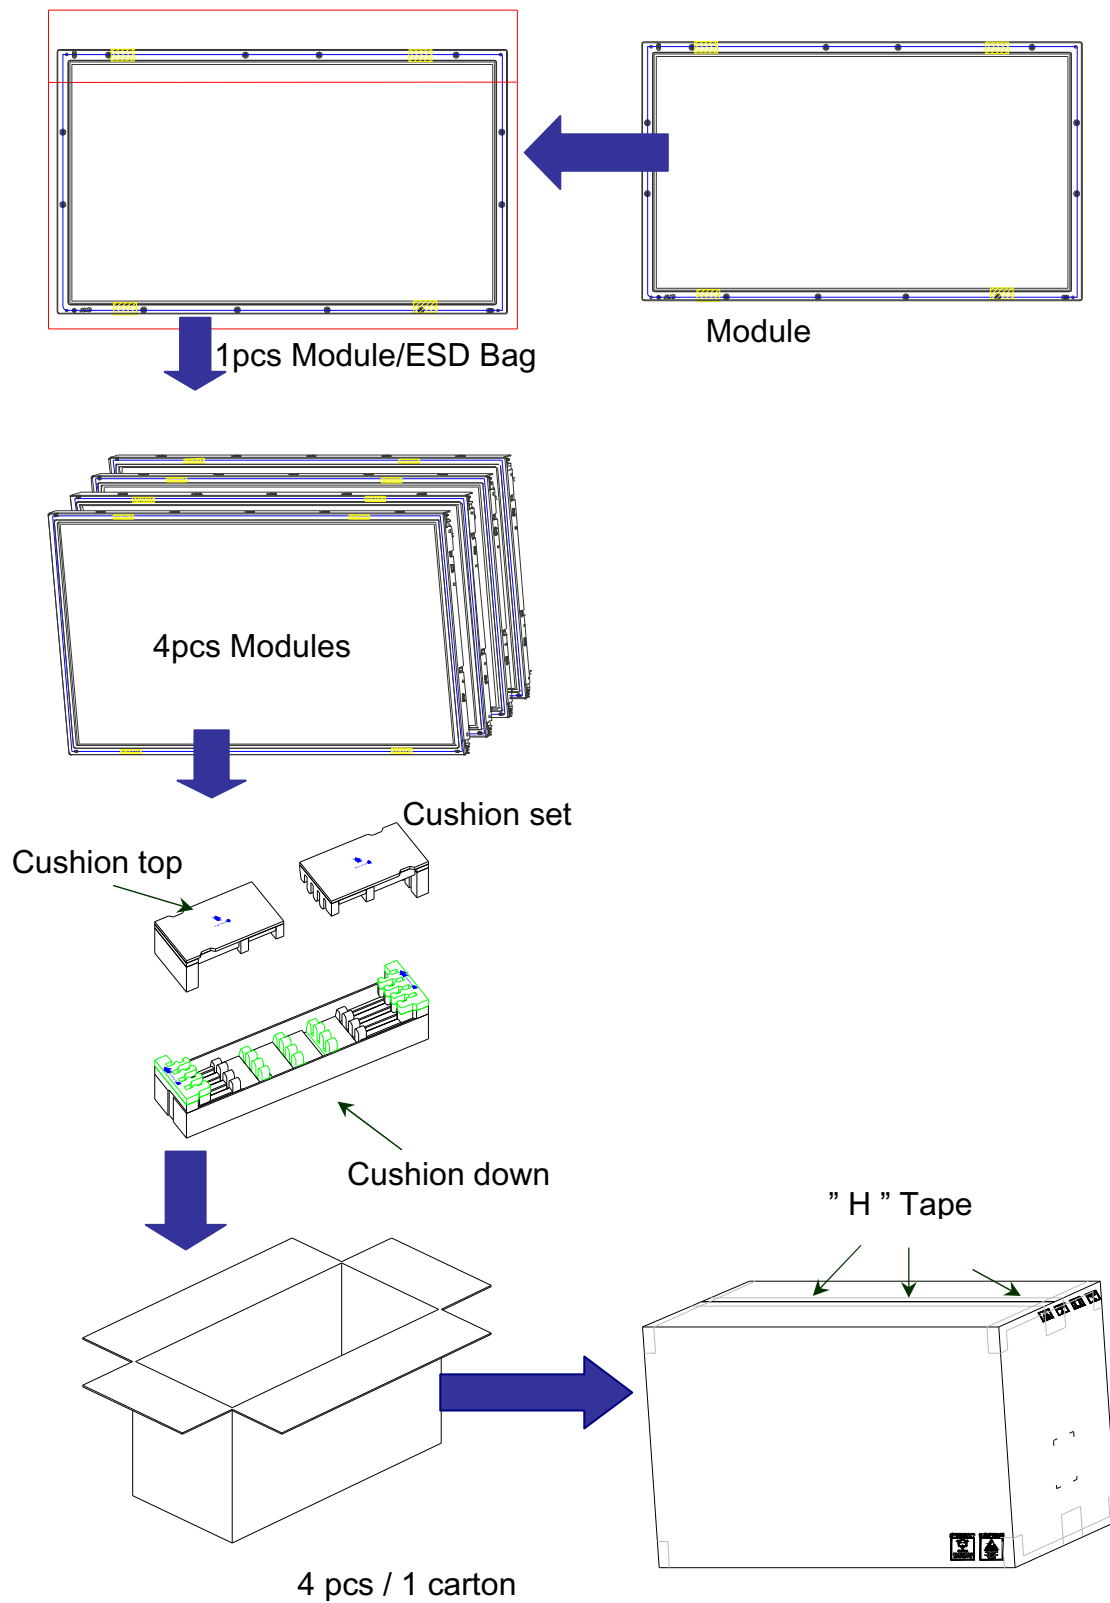 Module
1pcs Module/ESD Bag
4pcs Modules
Cushion set
Cushion top
Cushion down
” H ” Tape
4 pcs / 1 carton